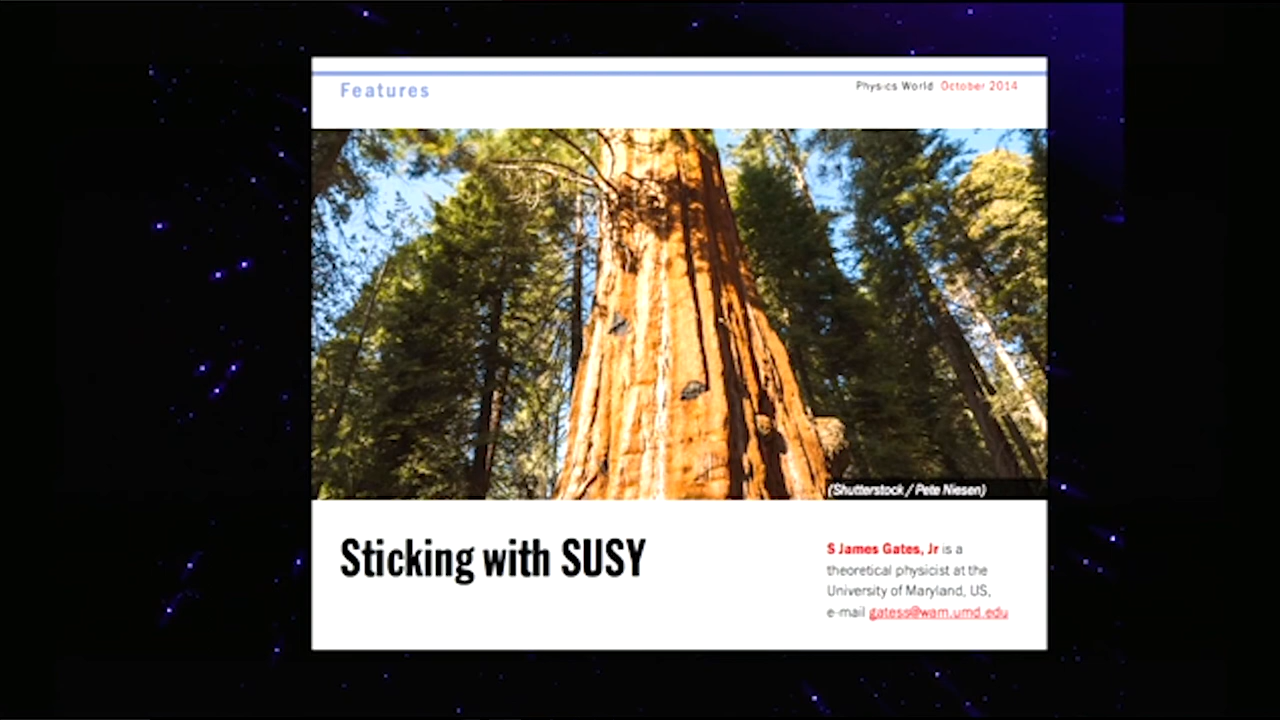 Features
Physics World October 2014
(Shutterstock / Pete Niesen)
Sticking with SUSY
S James Gates, Jr is a
theoretical physicist at the
University of Maryland, US,
e-mail gatess@wam.umd.edu